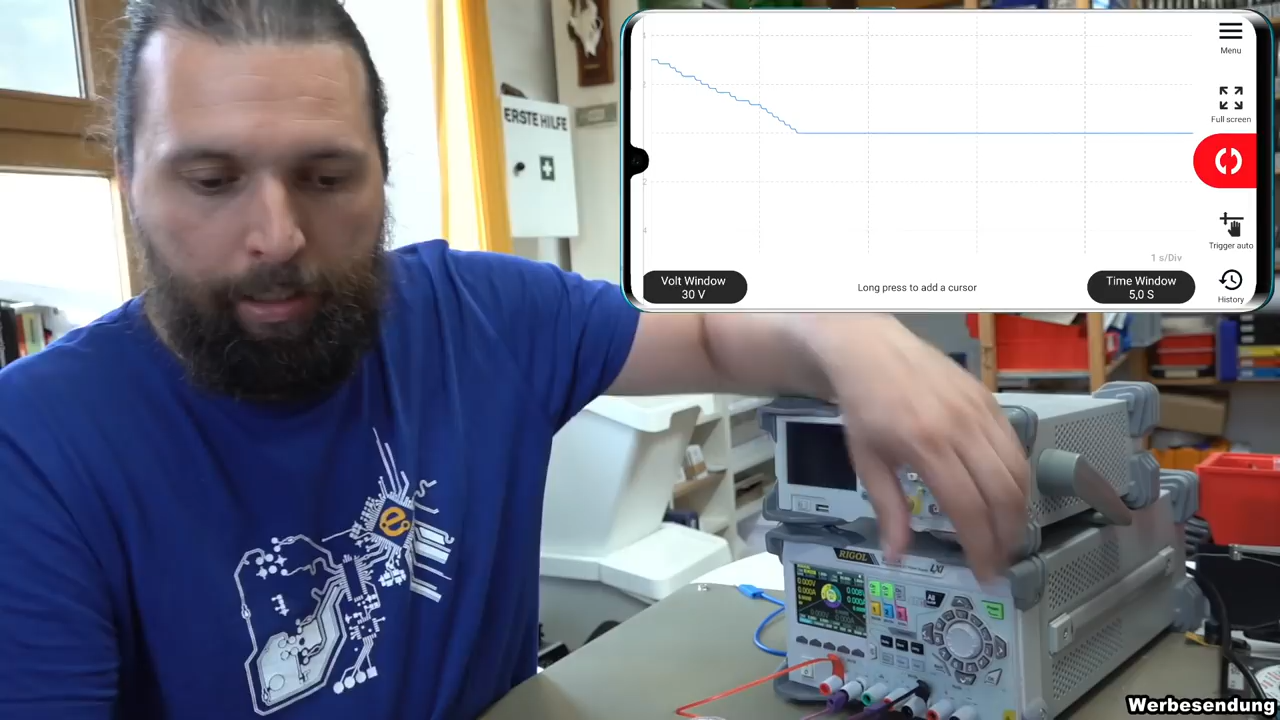 ERSTE HILFE
Menu
Full screen
Trigger auto
1 s/Div
Volt Window
30 V
Long press to add a cursor
Time Window
5,0 S
History
RIGOL
LXI
e
Werbesendung